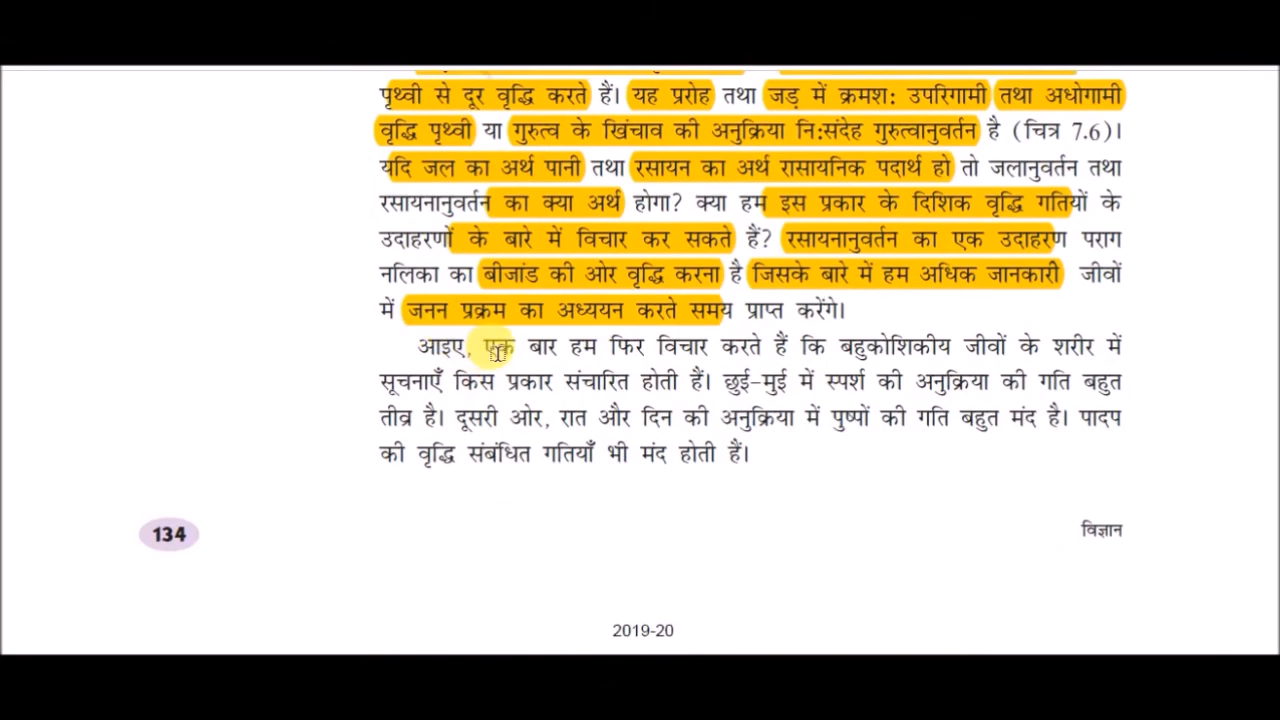 पृथ्वी से दूर वृद्धि करते हैं। यह प्ररोह तथा जड़ में क्रमश: उपरिगामी तथा अधोगामी
वृद्धि पृथ्वी या गुरुत्व के खिंचाव की अनुक्रिया नि:संदेह गुरुत्वानुवर्तन है (चित्र 7.6)।
यदि जल का अर्थ पानी तथा रसायन का अर्थ रासायनिक पदार्थ हो तो जलानुवर्तन तथा
रसायनानुवर्तन का क्या अर्थ होगा? क्या हम इस प्रकार के दिशिक वृद्धि गतियों के
उदाहरणों के बारे में विचार कर सकते हैं? रसायनानुवर्तन का एक उदाहरण पराग
नलिका का बीजांड की ओर वृद्धि करना है जिसके बारे में हम अधिक जानकारी जीवों
में जनन प्रक्रम का अध्ययन करते समय प्राप्त करेंगे।
आइए, एक बार हम फिर विचार करते हैं कि बहुकोशिकीय जीवों के शरीर में
सूचनाएँ किस प्रकार संचारित होती हैं। छुई-मुई में स्पर्श की अनुक्रिया की गति बहुत
तीव्र है। दूसरी ओर, रात और दिन की अनुक्रिया में पुष्पों की गति बहुत मंद है। पादप
की वृद्धि संबंधित गतियाँ भी मंद होती हैं।
134
विज्ञान
2019-20